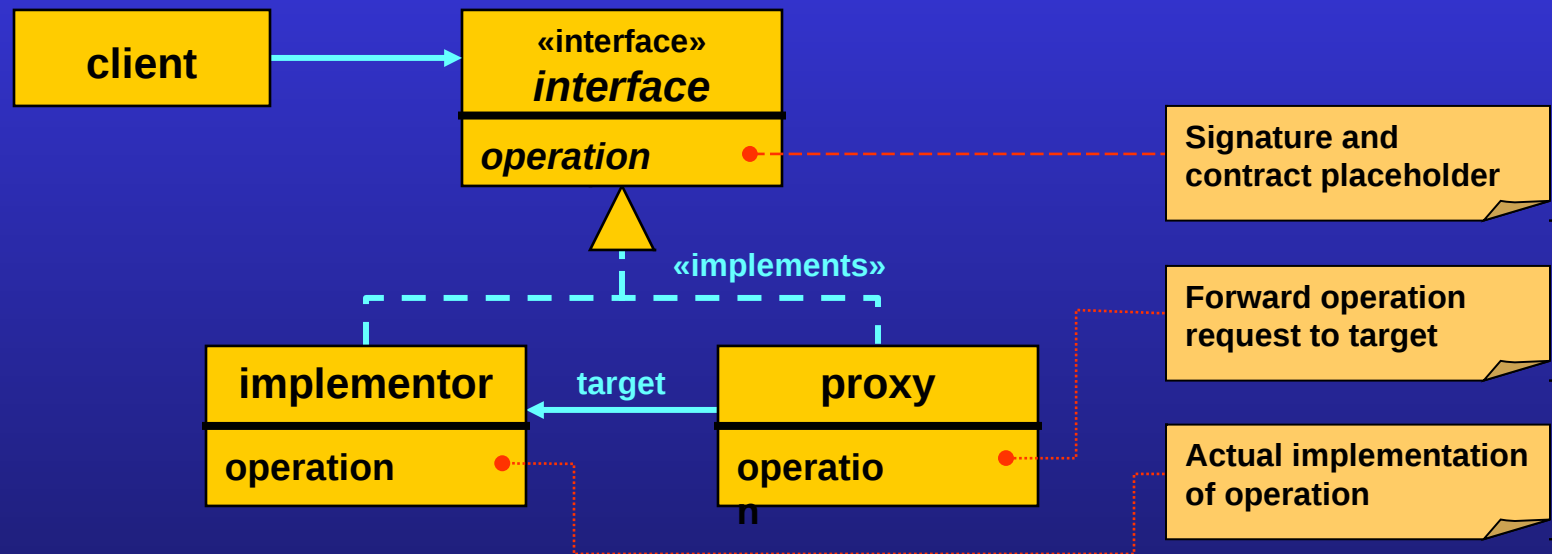 client
«interface»
interface
operation
Signature and
contract placeholder
«implements»
Forward operation
request to target
implementor
target
proxy
operation
operatio
n
Actual implementation
of operation